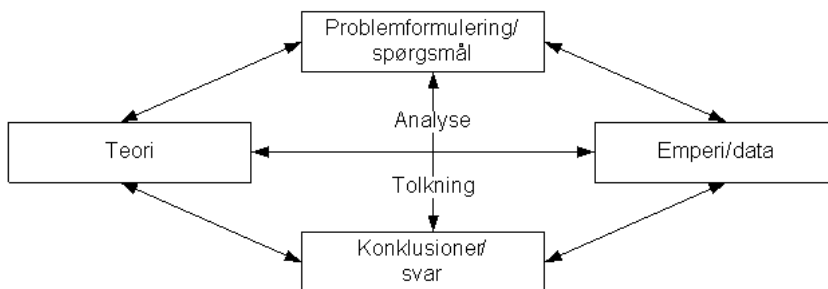 Problemformulering/
spørgsmål
Analyse
Teori
Emperi/data
Tolkning
Konklusioner/
svar